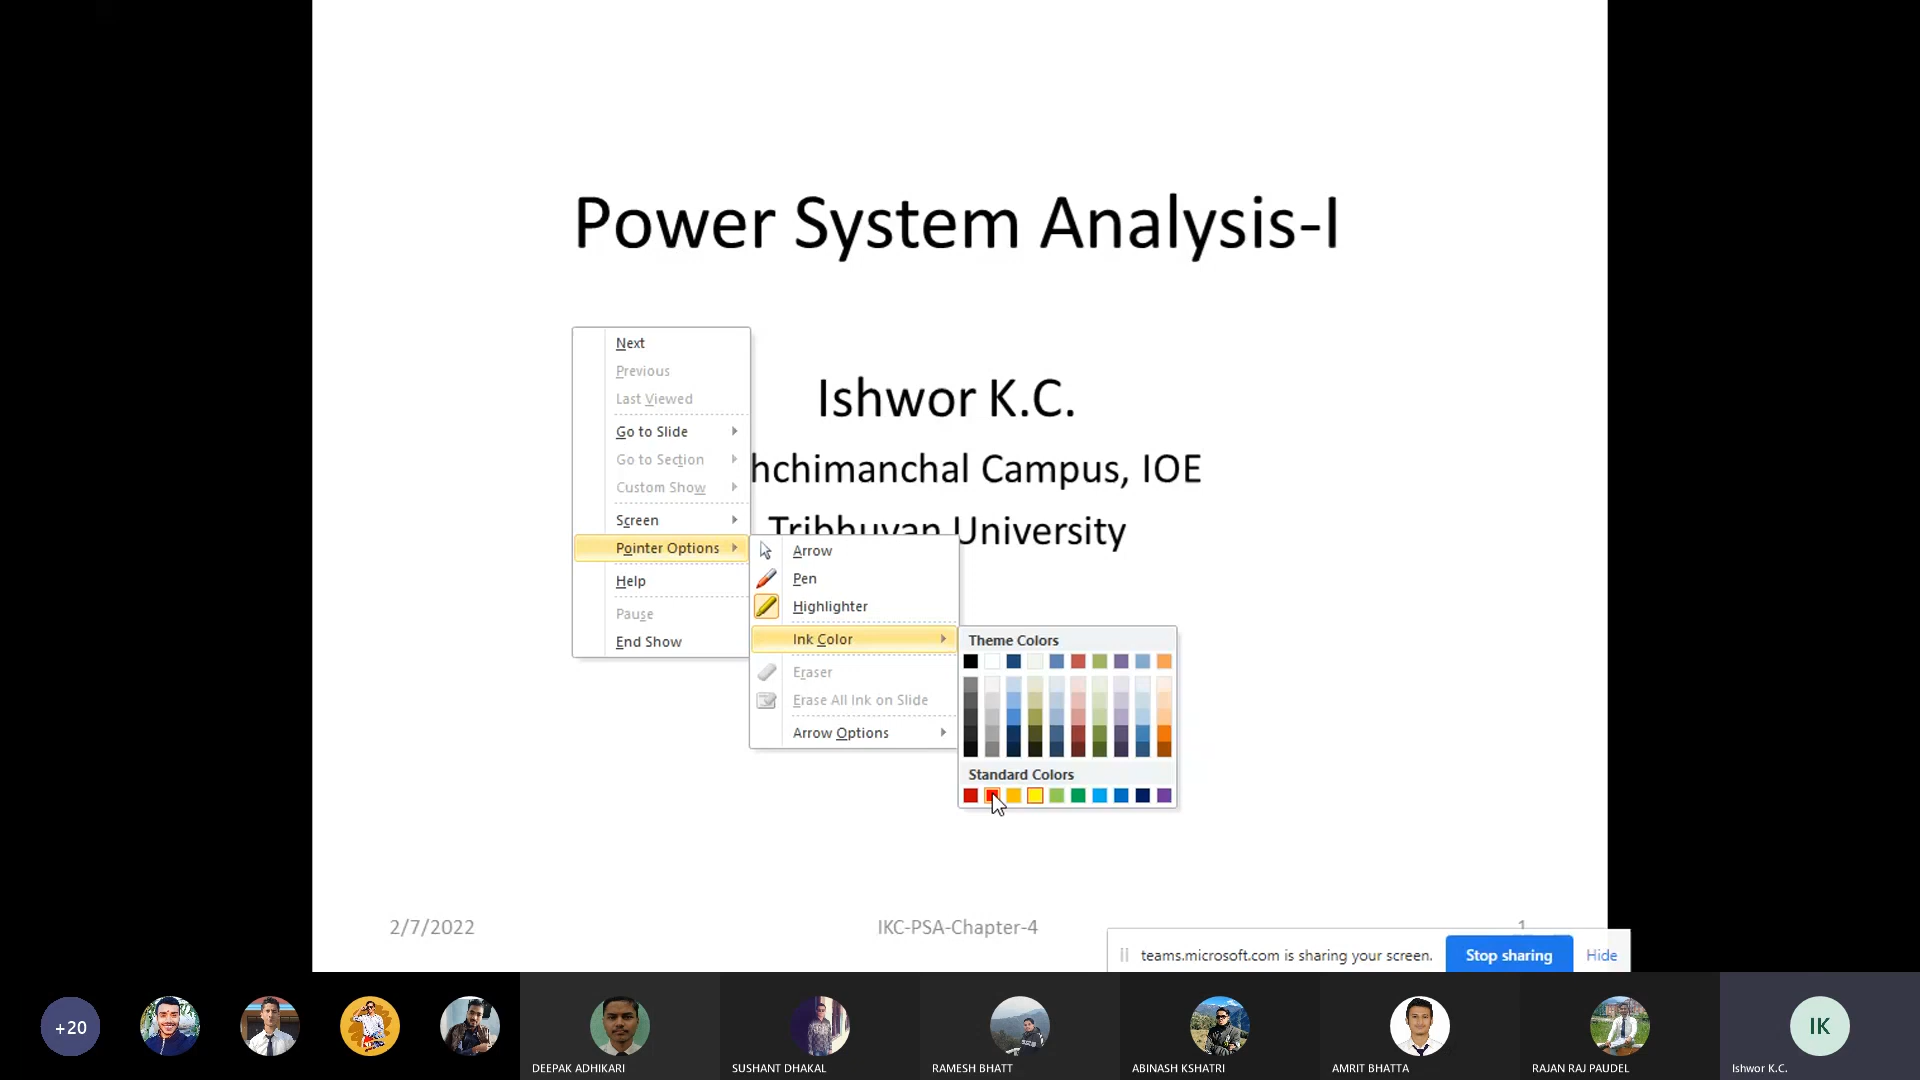 Power System Analysis-I
Next
Previous
Last Viewed
Go to Slide
Go to Section
Custom Show
Screen
Pointer Options
Help
Pause
End Show
Ishwor K.C.
hchimanchal Campus, IOE
Tribhuvan University
Arrow
Pen
Highlighter
Ink Color
Eraser
Erase All Ink on Slide
Arrow Options
Theme Colors
Standard Colors
2/7/2022
IKC-PSA-Chapter-4
1
teams.microsoft.com is sharing your screen.
Stop sharing
Hide
+20
DEEPAK ADHIKARI
SUSHANT DHAKAL
RAMESH BHATT
ABINASH KSHATRI
AMRIT BHATTA
RAJAN RAJ PAUDEL
IK
Ishwor K.C.